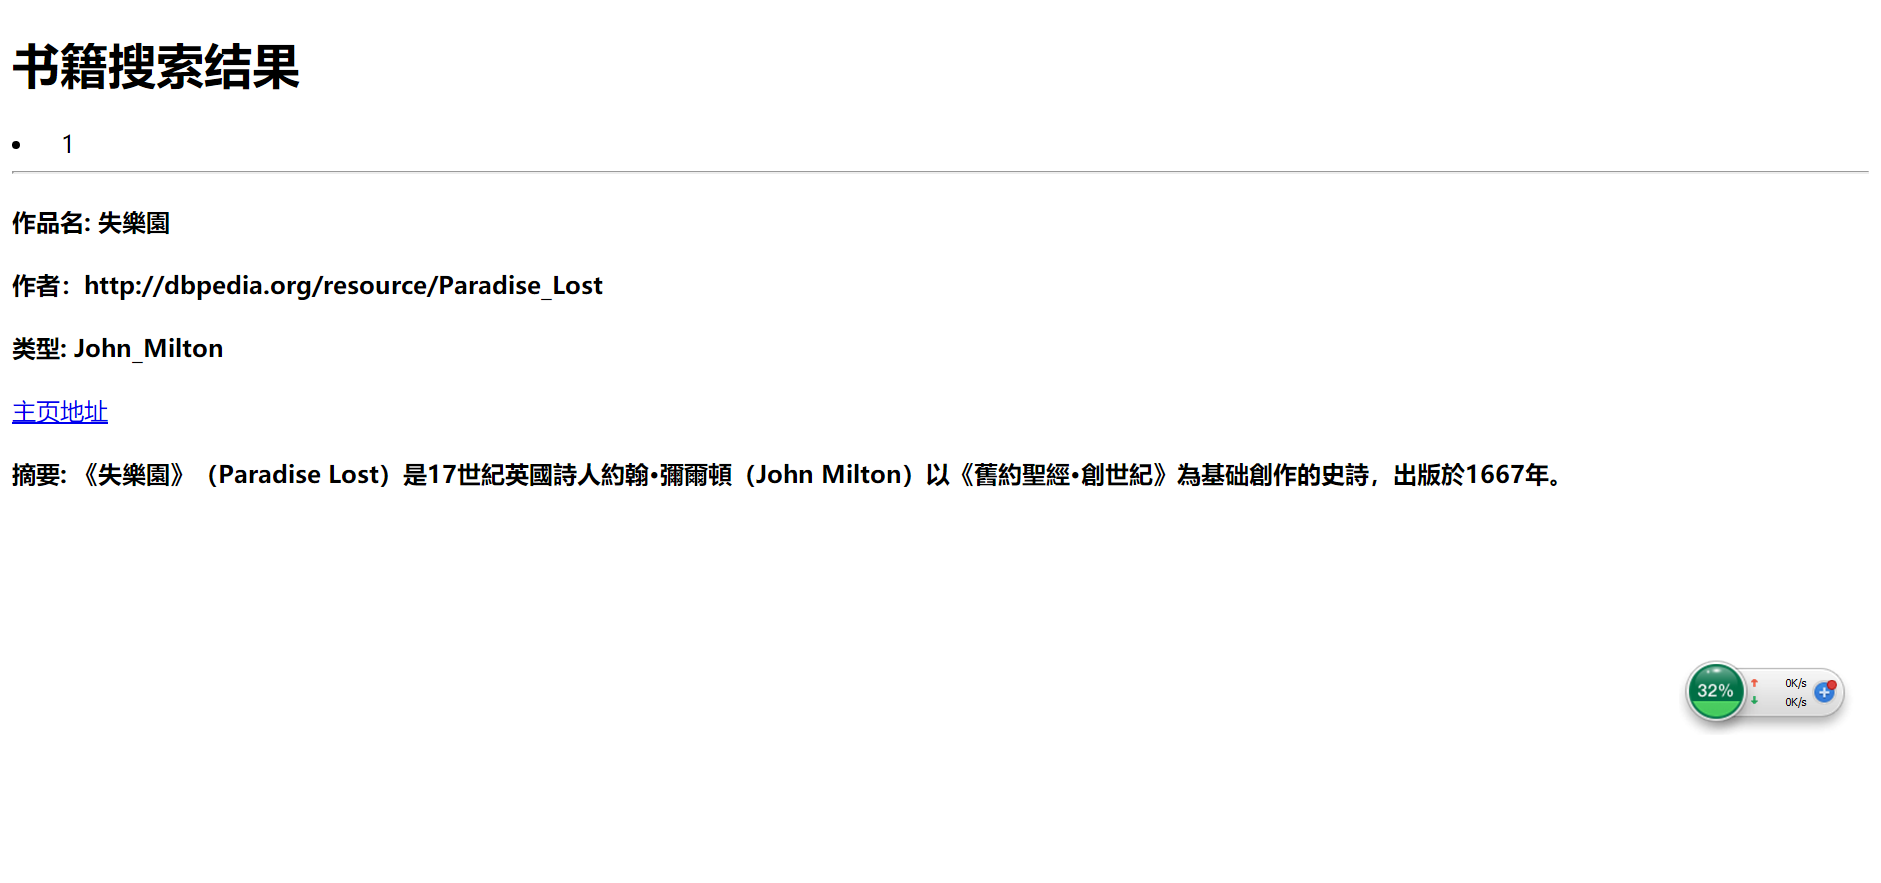 书籍搜索结果
1
作品名: 失樂園
作者：http://dbpedia.org/resource/Paradise_Lost
类型: John_Milton
主页地址
摘要: 《失樂園》（Paradise Lost）是17世紀英國詩人約翰·彌爾頓（John Milton）以《舊約聖經·創世紀》為基础創作的史詩，出版於1667年。
32%
0K/s
0K/s